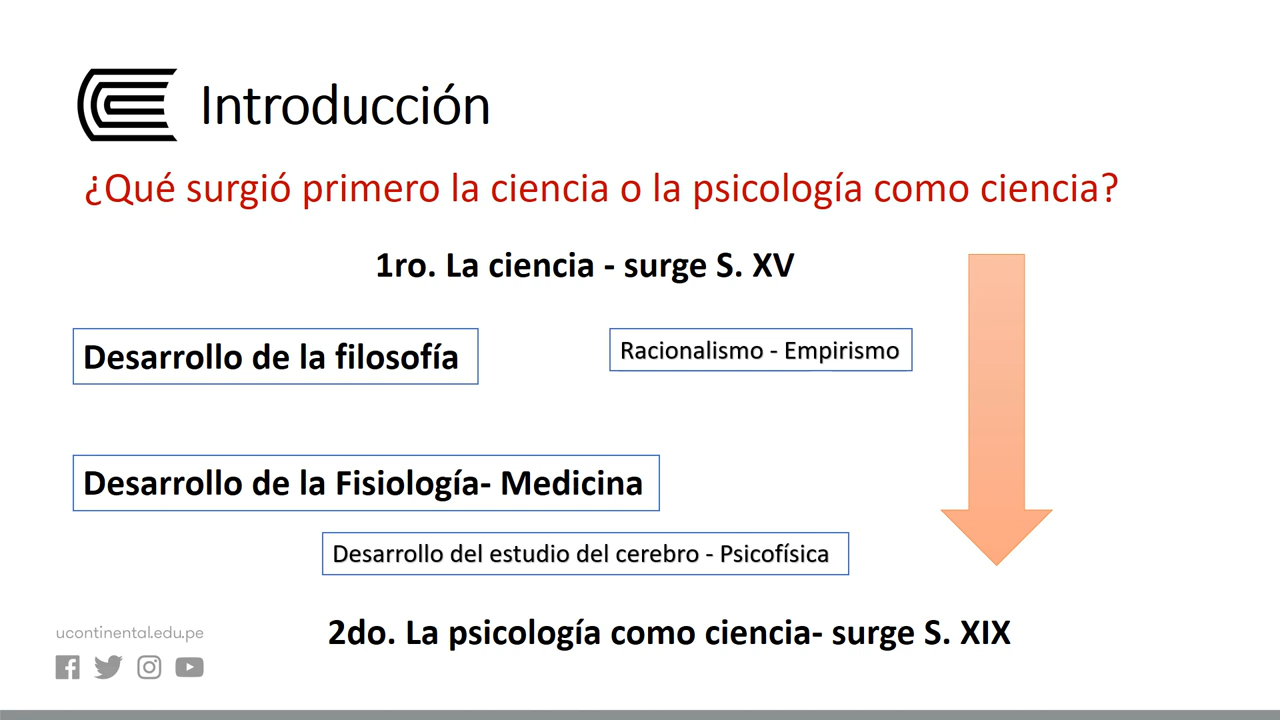 Introducción
¿Qué surgió primero la ciencia o la psicología como ciencia?
1ro. La ciencia - surge S. XV
Desarrollo de la filosofía
Racionalismo - Empirismo
Desarrollo de la Fisiología- Medicina
Desarrollo del estudio del cerebro - Psicofísica
2do. La psicología como ciencia- surge S. XIX
ucontinental.edu.pe